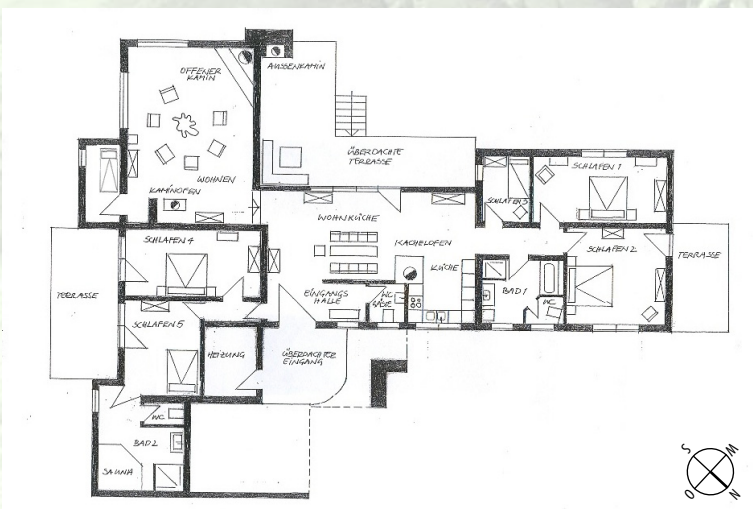 OFFENER
KAMIN
AUSSENKAMIN
ÜBERDACHTE
TERRASSE
WOHNEN
KAMINOFEN
SCHLAFEN 1
SCHLAFEN 3
WOHNKÜCHE
KACHELOFEN
KÜCHE
SCHLAFEN 4
SCHLAFEN 2
TERRASSE
TERRASSE
EINGANGS
HALLE
WC
GÄSTE
BAD 1
WC
SCHLAFEN 5
HEIZUNG
ÜBERDACHTER
EINGANG
WC
BAD 2
SAUNA
S
W
N
O